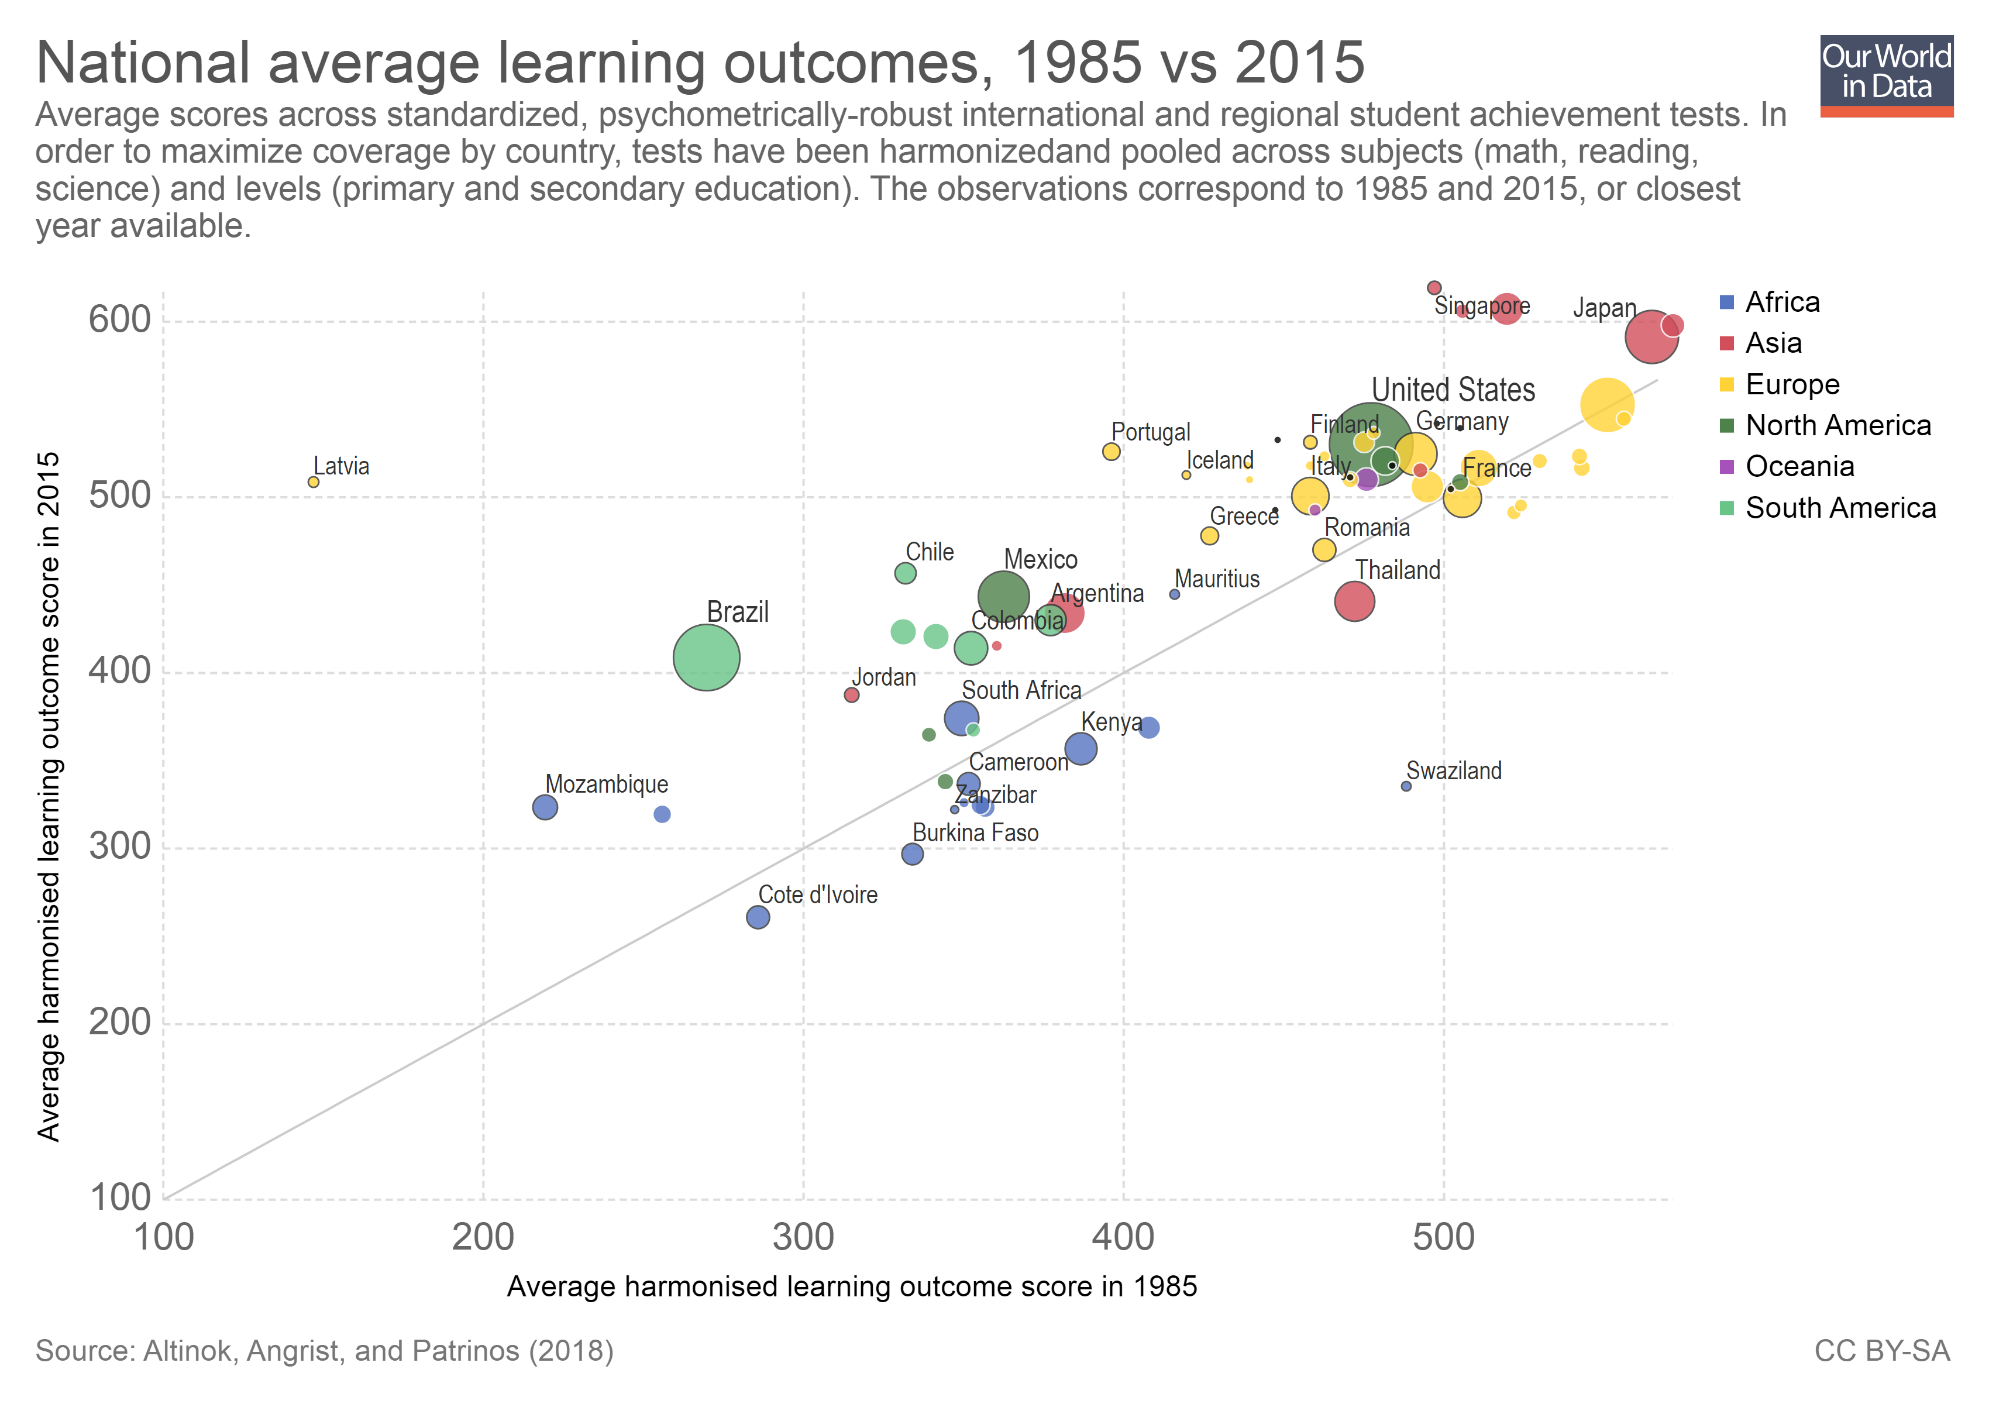 National average learning outcomes, 1985 vs 2015
Our World
in Data
Average scores across standardized, psychometrically-robust international and regional student achievement tests. In
order to maximize coverage by country, tests have been harmonizedand pooled across subjects (math, reading,
science) and levels (primary and secondary education). The observations correspond to 1985 and 2015, or closest
year available.
Singapore
Japan
Africa
Asia
Europe
North America
Oceania
South America
600
United States
Germany
Finland
Portugal
Iceland
Italy
France
Latvia
500
Greece
Romania
Chile
Mexico
Thailand
Mauritius
Argentina
Brazil
Colombia
400
Jordan
South Africa
Kenya
Cameroon
Swaziland
Mozambique
Zanzibar
Burkina Faso
300
Cote d'Ivoire
200
100
Average harmonised learning outcome score in 2015
100
200
300
400
500
Average harmonised learning outcome score in 1985
Source: Altinok, Angrist, and Patrinos (2018)
CC BY-SA